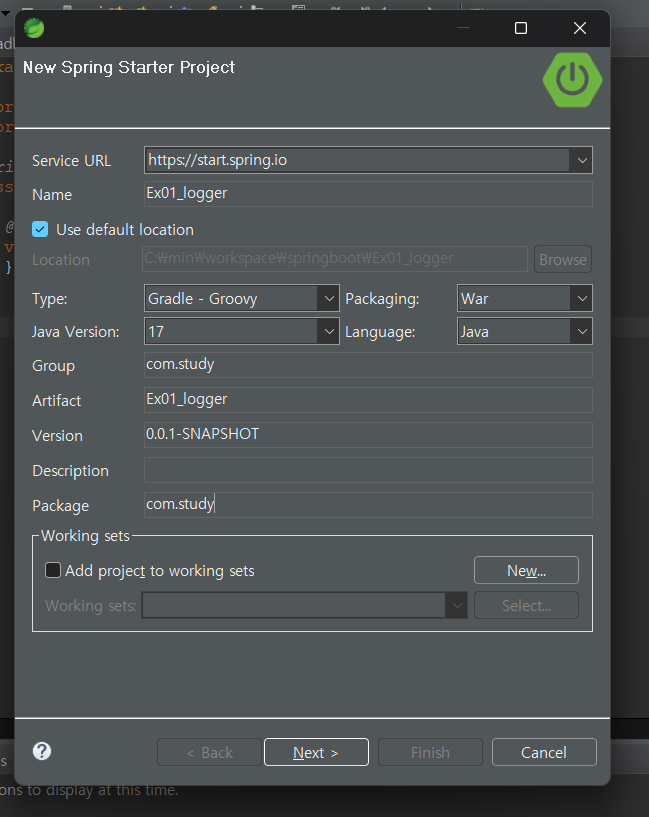 New Spring Starter Project
Service URL https://start.spring.io
Name Ex01_logger
Use default location
Location C:₩min₩workspace₩springboot₩Ex01_logger Browse
Type: Gradle - Groovy Packaging: War
Java Version: 17 Language: Java
Group com.study
Artifact Ex01_logger
Version 0.0.1-SNAPSHOT
Description
Package com.study
Working sets
Add project to working sets New...
Working sets: Select...
? < Back Next > Finish Cancel
ons to display at this time.